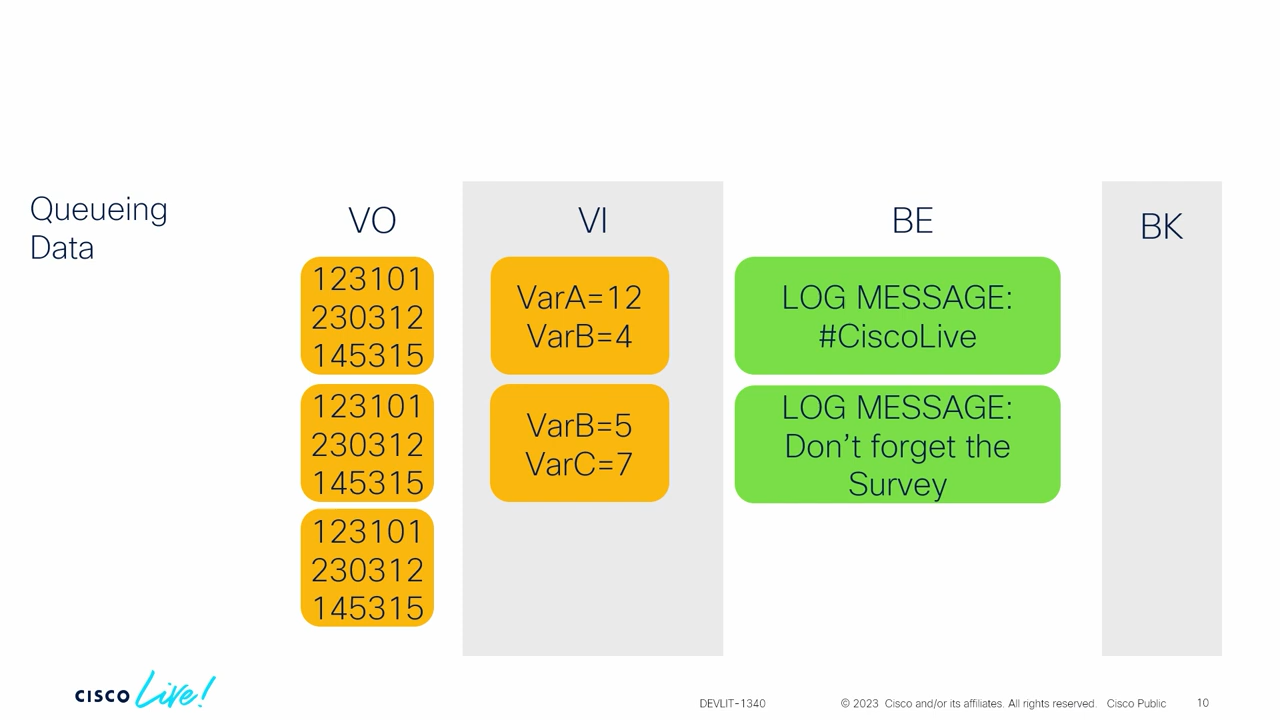 Queueing
Data
VO
123101
230312
145315
123101
230312
145315
123101
230312
145315
VI
VarA=12
VarB=4
VarB=5
VarC=7
BE
LOG MESSAGE:
#CiscoLive
LOG MESSAGE:
Don’t forget the
Survey
BK
CISCO Live!
DEVLIT-1340
© 2023 Cisco and/or its affiliates. All rights reserved. Cisco Public
10